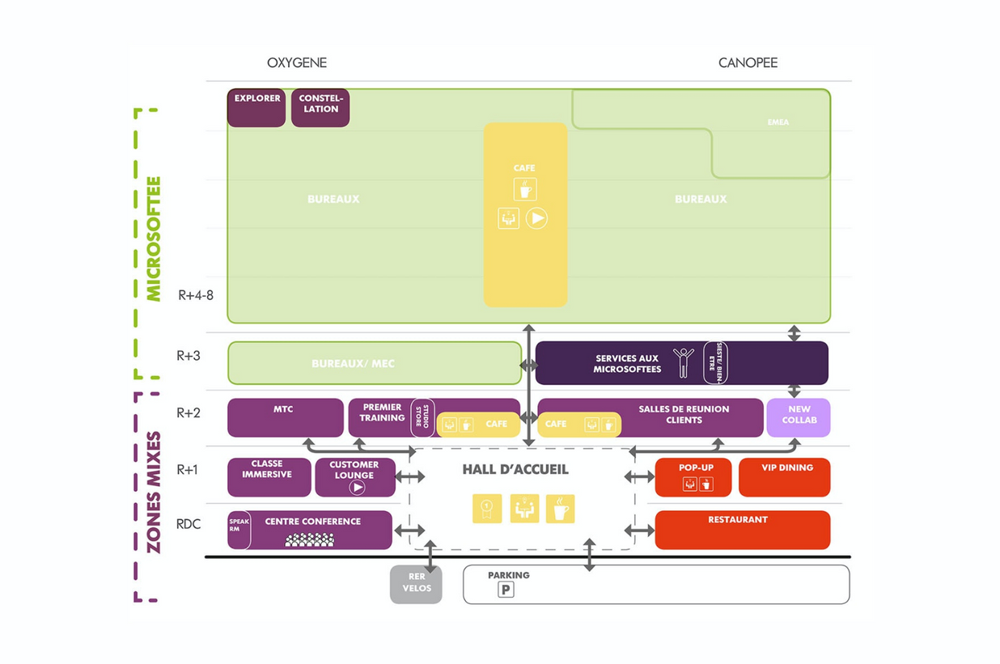 OXYGENE
CANOPEE
EXPLORER
CONSTEL-
LATION
EMEA
CAFE
BUREAUX
BUREAUX
MICROSOFTEE
R+4-8
R+3
BUREAUX/ MEC
SERVICES AUX
MICROSOFTEES
SIESTE/ BIEN-
ETRE
ZONES MIXES
R+2
MTC
PREMIER
TRAINING
STUDIO
STORE
CAFE
CAFE
SALLES DE REUNION
CLIENTS
NEW
COLLAB
R+1
CLASSE
IMMERSIVE
CUSTOMER
LOUNGE
HALL D'ACCUEIL
1
POP-UP
VIP DINING
RDC
SPEAK
RM
CENTRE CONFERENCE
RESTAURANT
RER
VELOS
PARKING
P